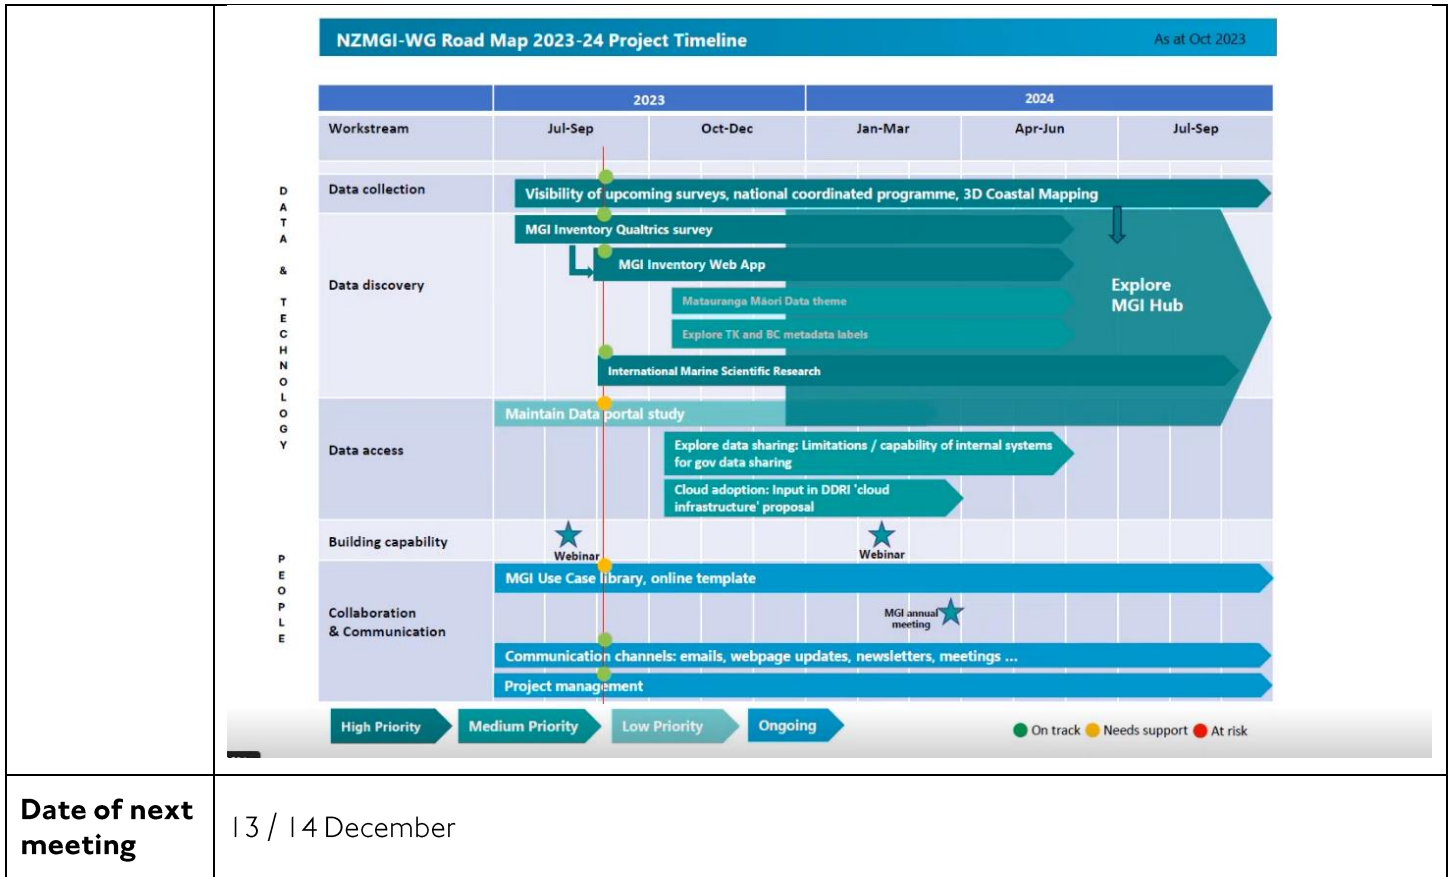 NZMGI-WG Road Map 2023-24 Project Timeline
As at Oct 2023
2023
2024
Workstream
Jul-Sep
Oct-Dec
Jan-Mar
Apr-Jun
Jul-Sep
DATA & TECHNOLOGY
Data collection
Visibility of upcoming surveys, national coordinated programme, 3D Coastal Mapping
Data discovery
MGI Inventory Qualtrics survey
MGI Inventory Web App
Matauranga Māori Data theme
Explore TK and BC metadata labels
International Marine Scientific Research
Explore
MGI Hub
Data access
Maintain Data portal study
Explore data sharing: Limitations / capability of internal systems
for gov data sharing
Cloud adoption: Input in DDRI 'cloud
infrastructure' proposal
PEOPLE
Building capability
Webinar
Webinar
Collaboration
& Communication
MGI Use Case library, online template
MGI annual
meeting
Communication channels: emails, webpage updates, newsletters, meetings ...
Project management
High Priority
Medium Priority
Low Priority
Ongoing
On track
Needs support
At risk
Date of next
meeting
13 / 14 December